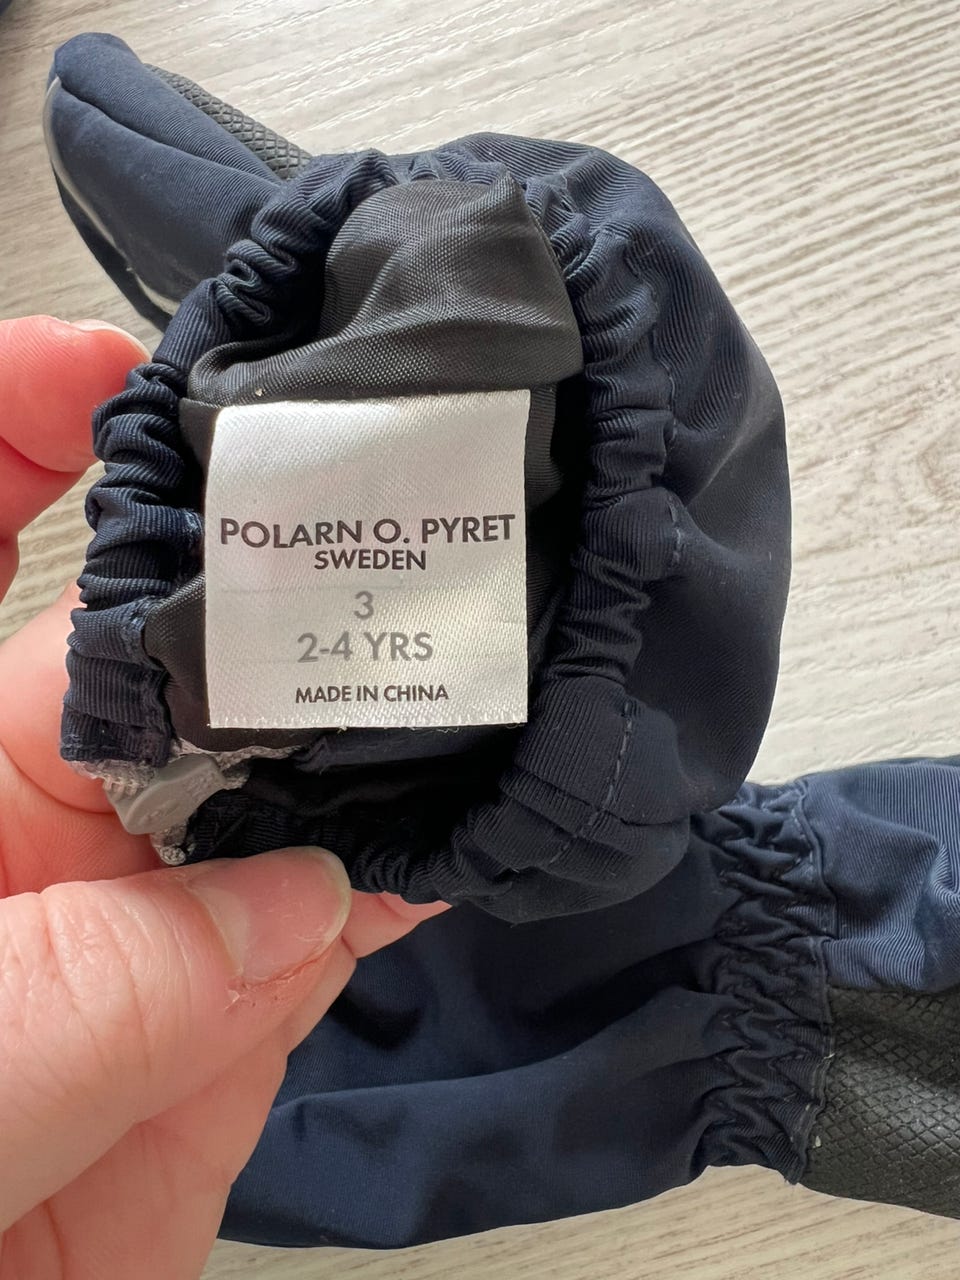 POLARN O. PYRET
SWEDEN
3
2-4 YRS
MADE IN CHINA